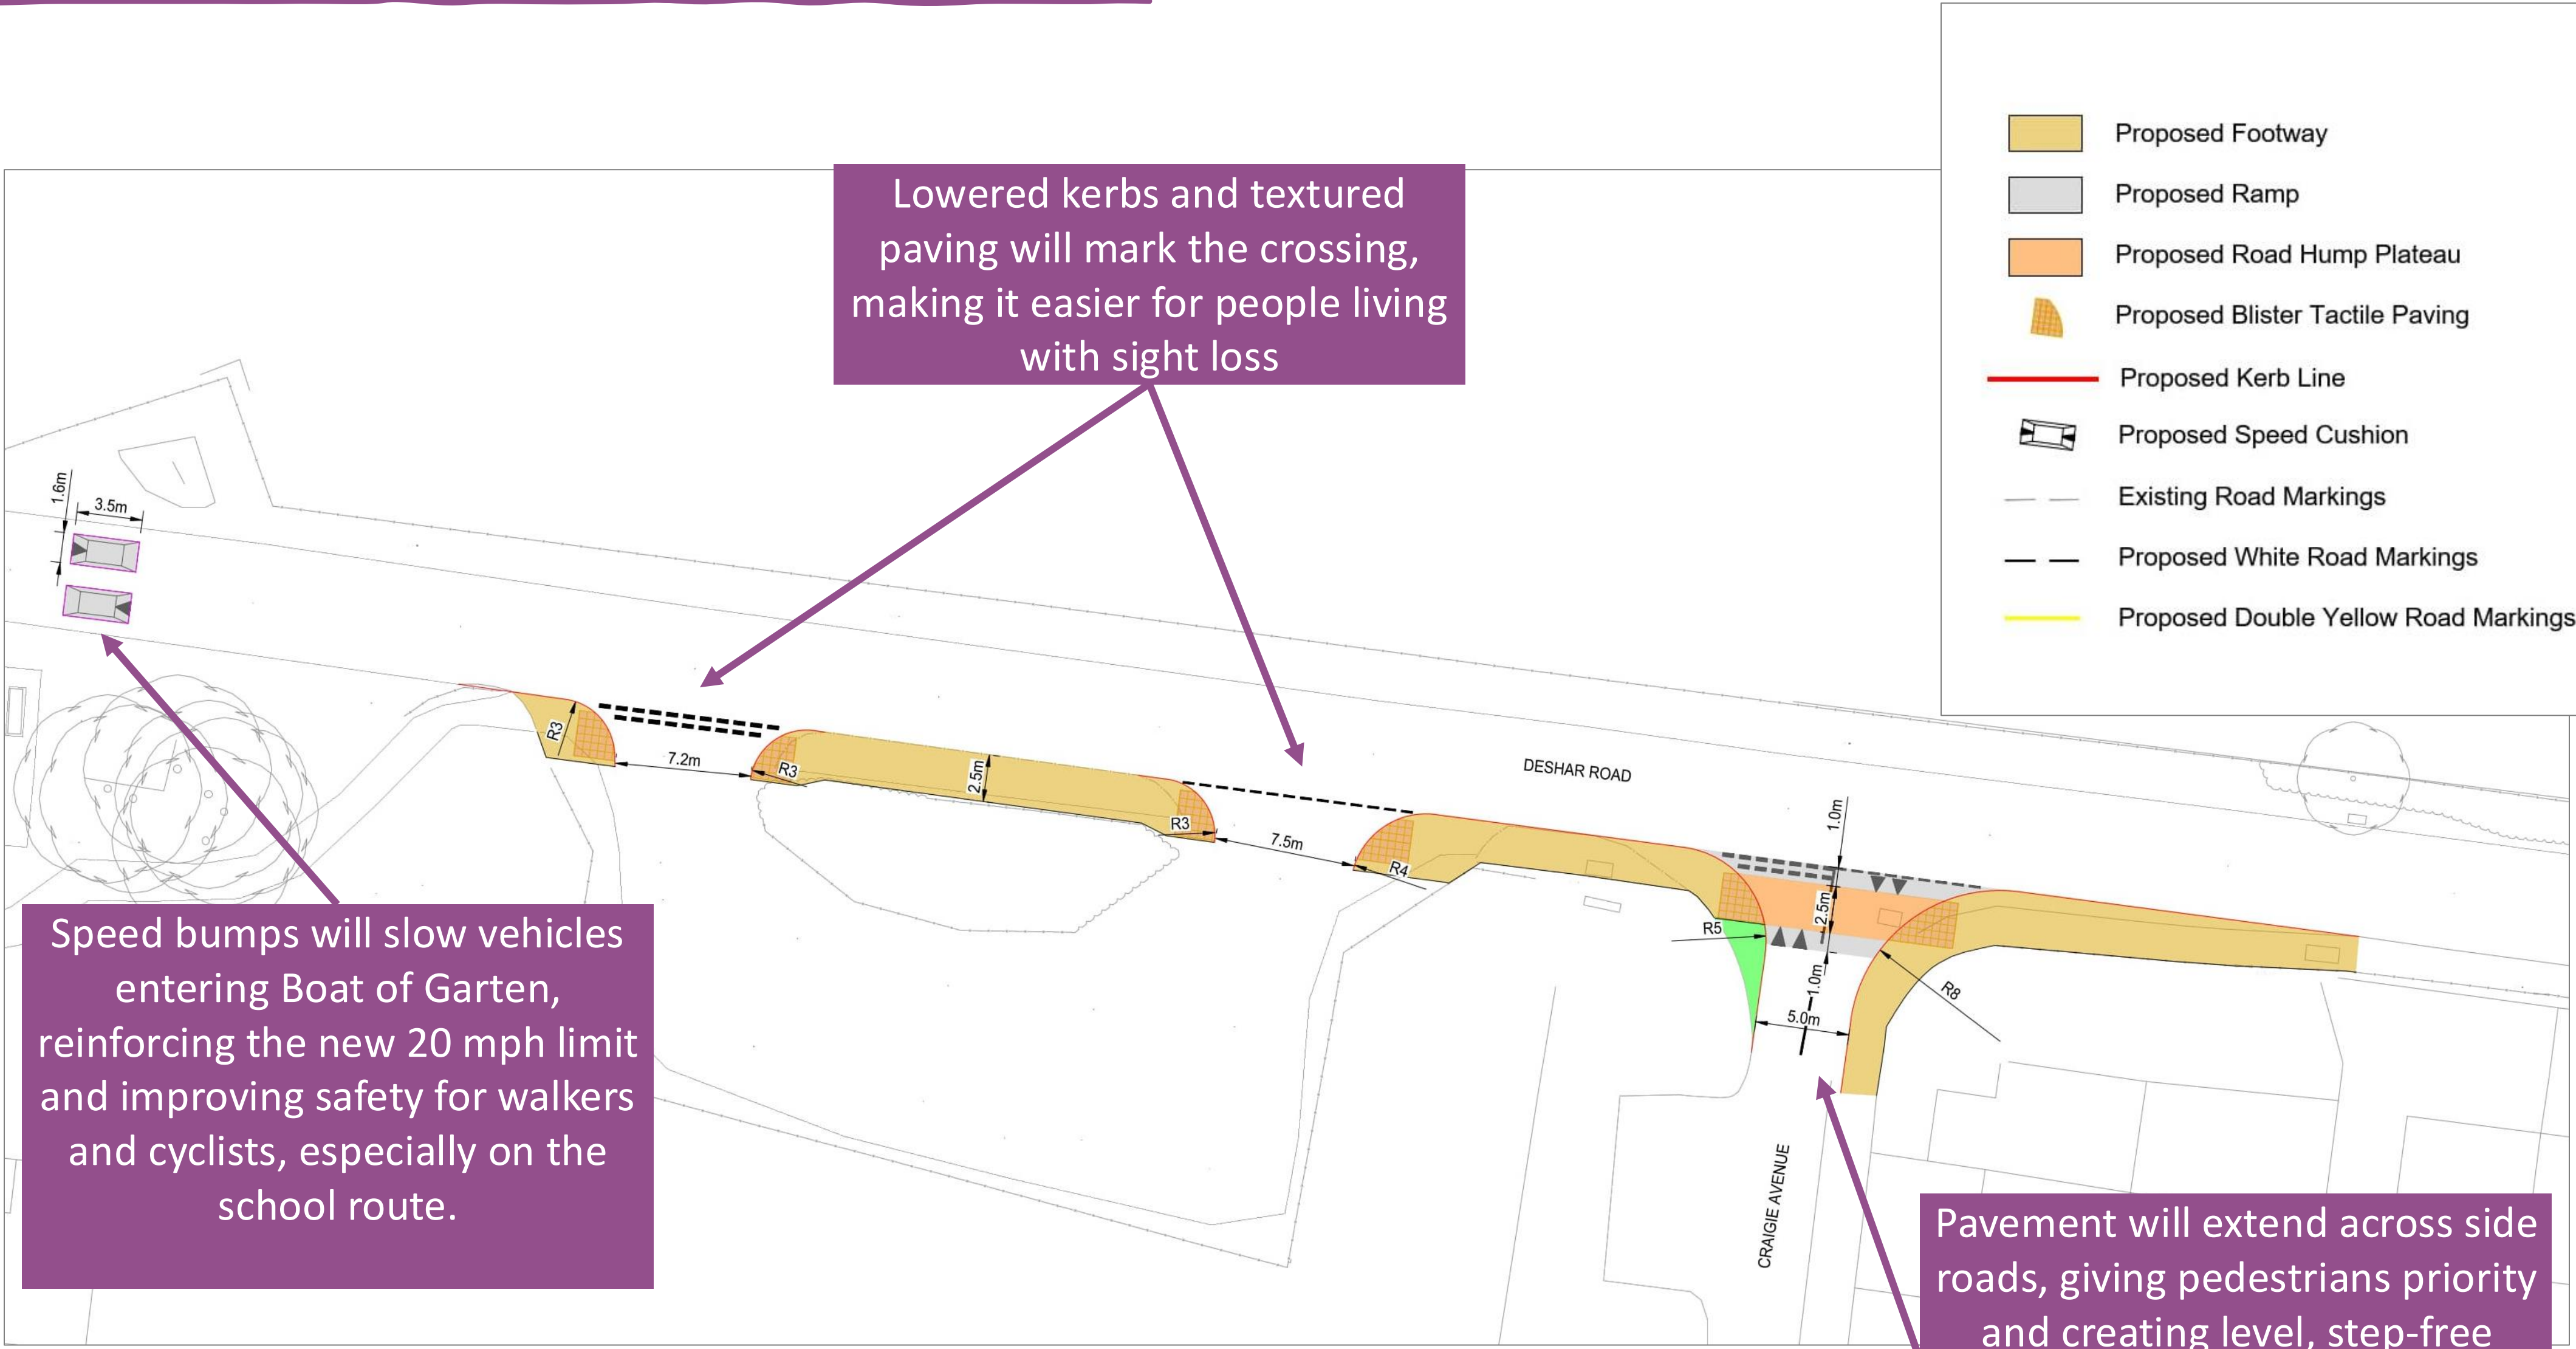 Proposed Footway
Proposed Ramp
Proposed Road Hump Plateau
Proposed Blister Tactile Paving
Proposed Kerb Line
Proposed Speed Cushion
Existing Road Markings
Proposed White Road Markings
Proposed Double Yellow Road Markings
Lowered kerbs and textured
paving will mark the crossing,
making it easier for people living
with sight loss
1.6m
3.5m
R3
7.2m
R3
2.5m
R3
7.5m
R4
DESHAR ROAD
1.0m
2.5m
R5
1.0m
5.0m
R8
CRAIGIE AVENUE
Speed bumps will slow vehicles
entering Boat of Garten,
reinforcing the new 20 mph limit
and improving safety for walkers
and cyclists, especially on the
school route.
Pavement will extend across side
roads, giving pedestrians priority
and creating level, step-free